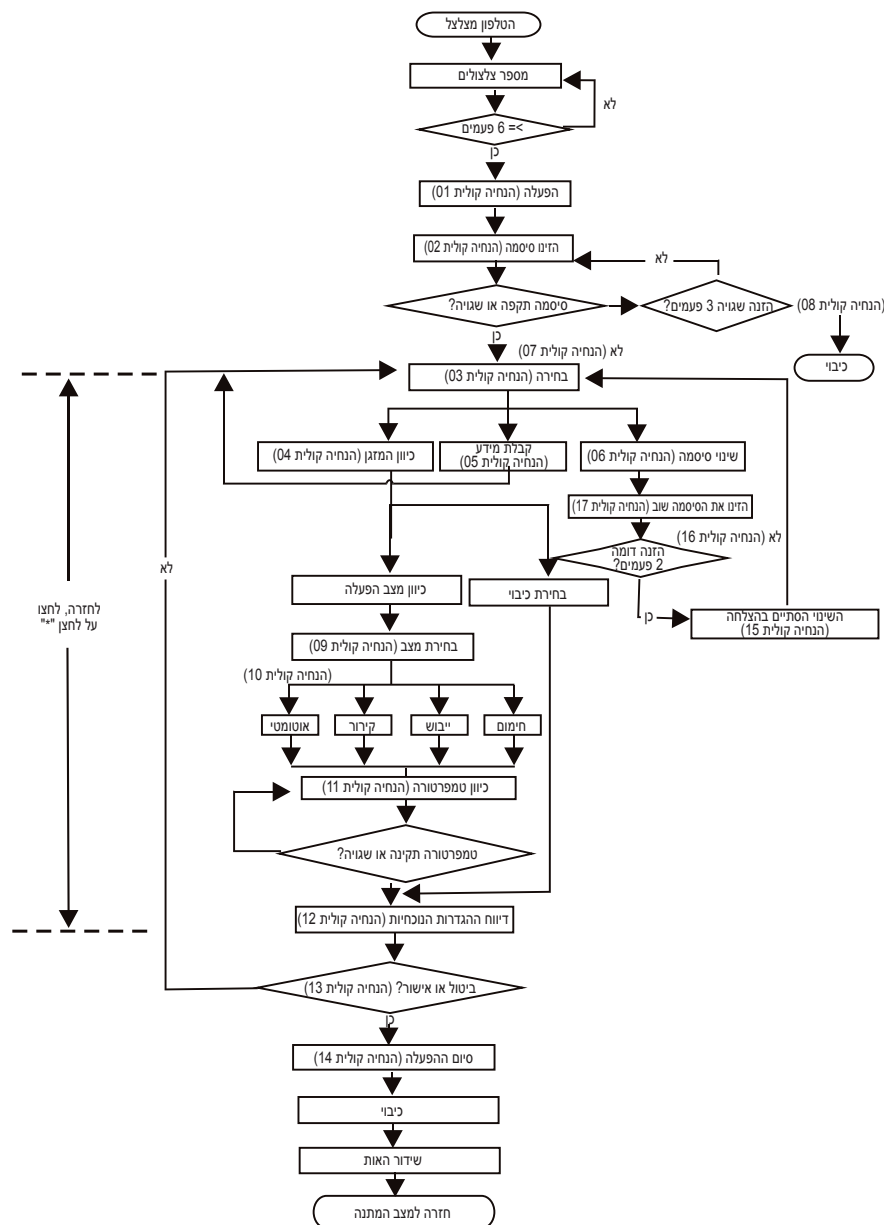 הטלפון מצלצל
מספר צלצולים
לא
>= 6 פעמים
כן
הפעלה (הנחיה קולית 01)
הזינו סיסמה (הנחיה קולית 02)
לא
סיסמה תקפה או שגויה?
הזנה שגויה 3 פעמים?
(הנחיה קולית 08)
כן
לא (הנחיה קולית 07)
כיבוי
בחירה (הנחיה קולית 03)
שינוי סיסמה (הנחיה קולית 06)
קבלת מידע
(הנחיה קולית 05)
כיוון המזגן (הנחיה קולית 04)
הזינו את הסיסמה שוב (הנחיה קולית 17)
לא (הנחיה קולית 16)
הזנה דומה
2 פעמים?
לא
כיוון מצב הפעלה
בחירת כיבוי
כן
השינוי הסתיים בהצלחה
(הנחיה קולית 15)
לחזרה, לחצו
על לחצן "*"
בחירת מצב (הנחיה קולית 09)
(הנחיה קולית 10)
חימום
ייבוש
קירור
אוטומטי
כיוון טמפרטורה (הנחיה קולית 11)
טמפרטורה תקינה או שגויה?
דיווח ההגדרות הנוכחיות (הנחיה קולית 12)
ביטול או אישור? (הנחיה קולית 13)
כן
סיום ההפעלה (הנחיה קולית 14)
כיבוי
שידור האות
חזרה למצב המתנה